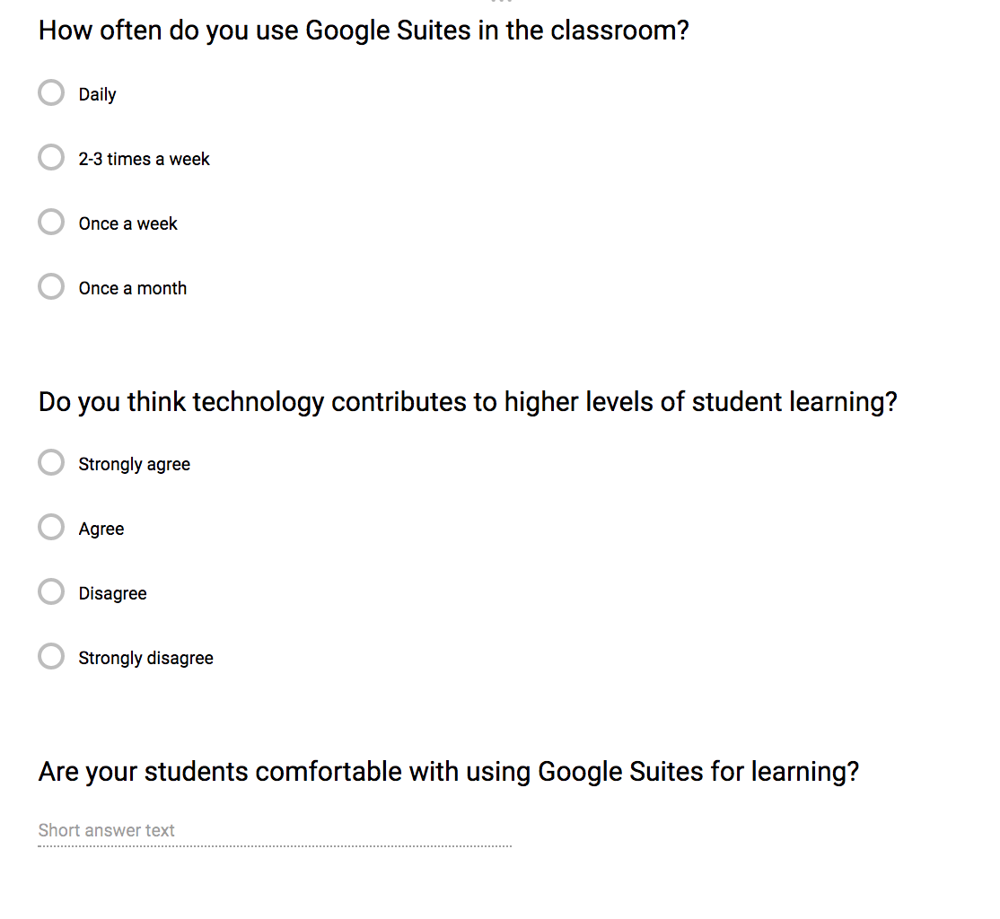 How often do you use Google Suites in the classroom?
Daily
2-3 times a week
Once a week
Once a month
Do you think technology contributes to higher levels of student learning?
Strongly agree
Agree
Disagree
Strongly disagree
Are your students comfortable with using Google Suites for learning?
Short answer text